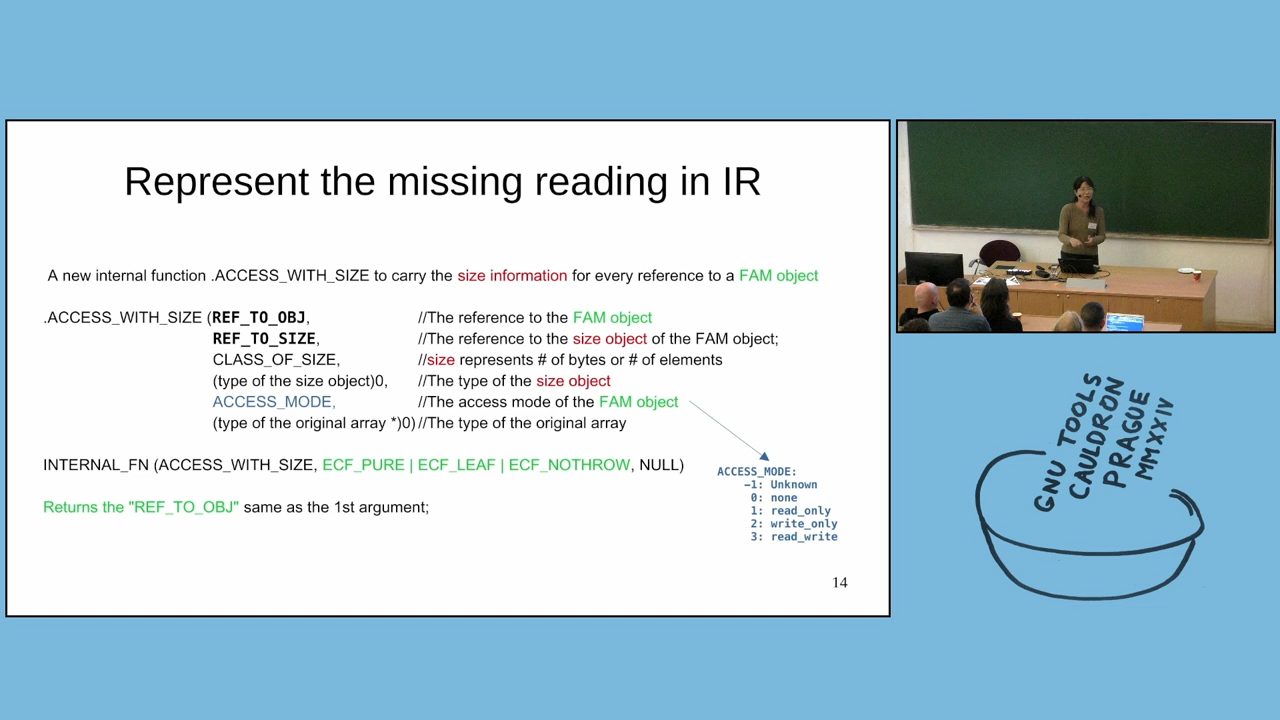 Represent the missing reading in IR
A new internal function .ACCESS_WITH_SIZE to carry the size information for every reference to a FAM object
.ACCESS_WITH_SIZE (REF_TO_OBJ, //The reference to the FAM object
REF_TO_SIZE, //The reference to the size object of the FAM object;
CLASS_OF_SIZE, //size represents # of bytes or # of elements
(type of the size object)0, //The type of the size object
ACCESS_MODE, //The access mode of the FAM object
(type of the original array *)0) //The type of the original array
INTERNAL_FN (ACCESS_WITH_SIZE, ECF_PURE | ECF_LEAF | ECF_NOTHROW, NULL)
Returns the "REF_TO_OBJ" same as the 1st argument;
ACCESS_MODE:
-1: Unknown
0: none
1: read_only
2: write_only
3: read_write
14
GNU TOOLS
CAULDRON
PRAGUE
MMXXIV